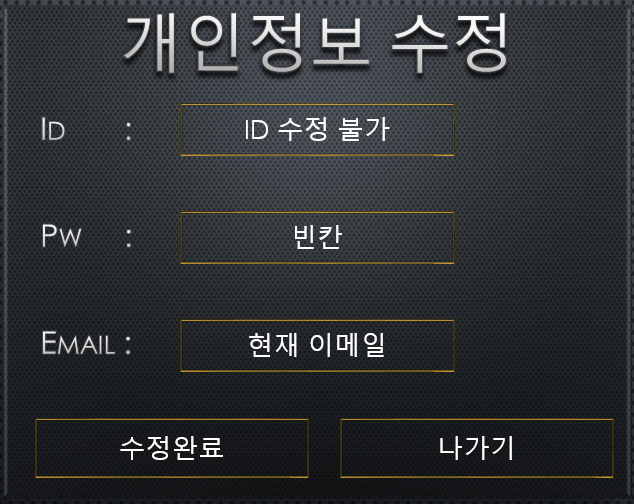 개인정보 수정
ID : ID 수정 불가
PW : 빈칸
EMAIL : 현재 이메일
수정완료 나가기